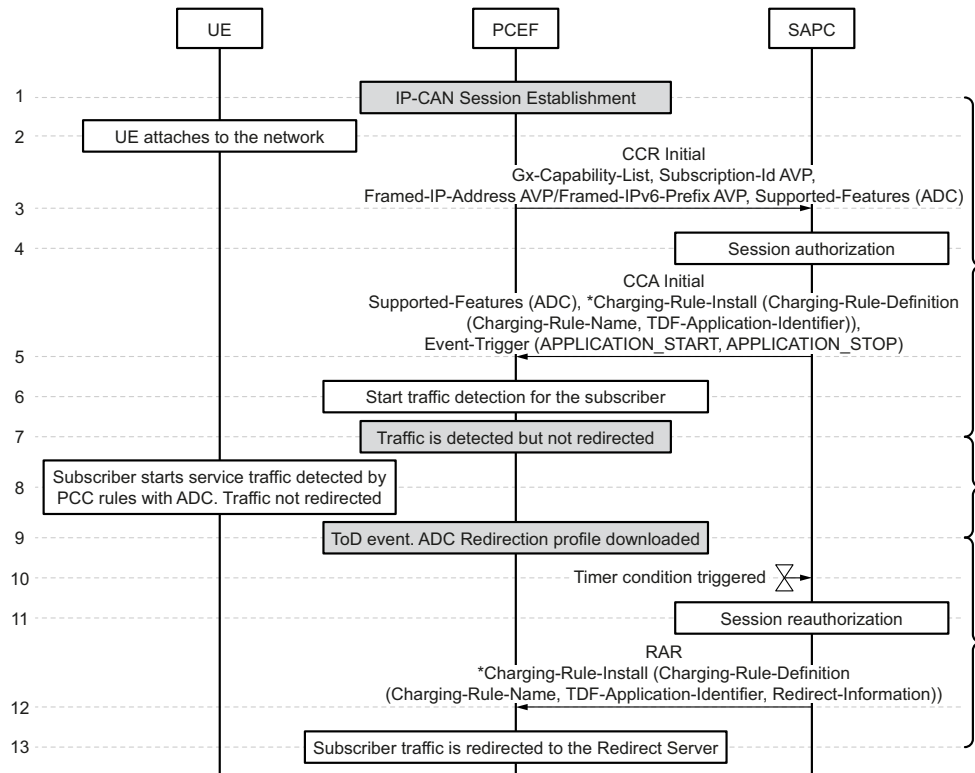 UE
PCEF
SAPC
1
IP-CAN Session Establishment
2
UE attaches to the network
CCR Initial
Gx-Capability-List, Subscription-Id AVP,
Framed-IP-Address AVP/Framed-IPv6-Prefix AVP, Supported-Features (ADC)
3
4
Session authorization
CCA Initial
Supported-Features (ADC), *Charging-Rule-Install (Charging-Rule-Definition
(Charging-Rule-Name, TDF-Application-Identifier)),
Event-Trigger (APPLICATION_START, APPLICATION_STOP)
5
6
Start traffic detection for the subscriber
7
Traffic is detected but not redirected
Subscriber starts service traffic detected by
PCC rules with ADC. Traffic not redirected
8
9
ToD event. ADC Redirection profile downloaded
10
Timer condition triggered
11
Session reauthorization
RAR
*Charging-Rule-Install (Charging-Rule-Definition
(Charging-Rule-Name, TDF-Application-Identifier, Redirect-Information))
12
13
Subscriber traffic is redirected to the Redirect Server